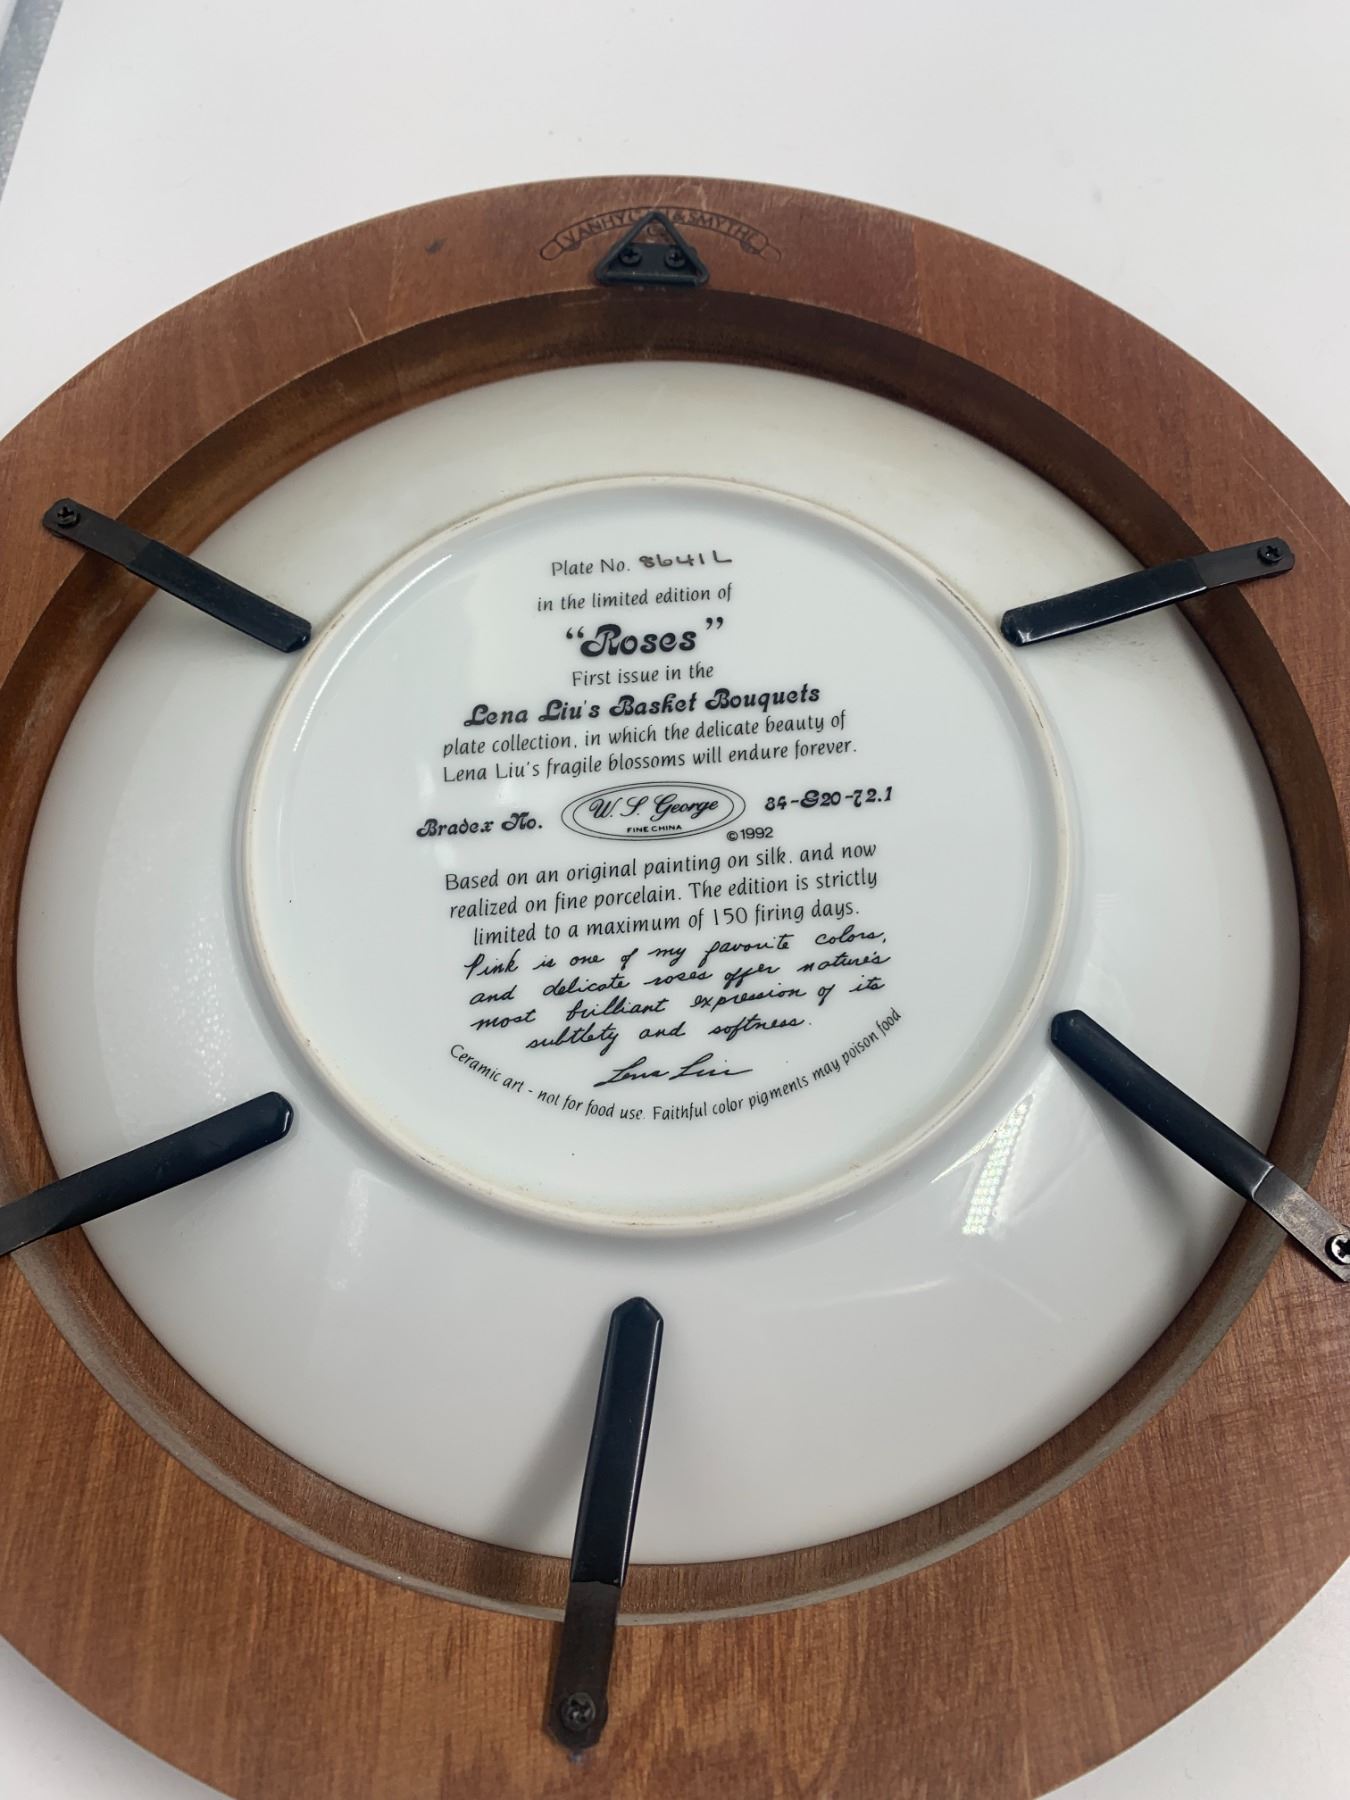 VANHYGAN & SMYTHE
Plate No. 8641L
in the limited edition of
“Roses”
First issue in the
Lena Liu's Basket Bouquets
plate collection, in which the delicate beauty of
Lena Liu's fragile blossoms will endure forever.
Bradex No. W. S. George 84-G20-72.1
FINE CHINA
©1992
Based on an original painting on silk, and now
realized on fine porcelain. The edition is strictly
limited to a maximum of 150 firing days.
Pink is one of my favorite colors,
and delicate roses offer nature's
most brilliant expression of its
subtlety and softness.
Lena Liu
Ceramic art - not for food use. Faithful color pigments may poison food